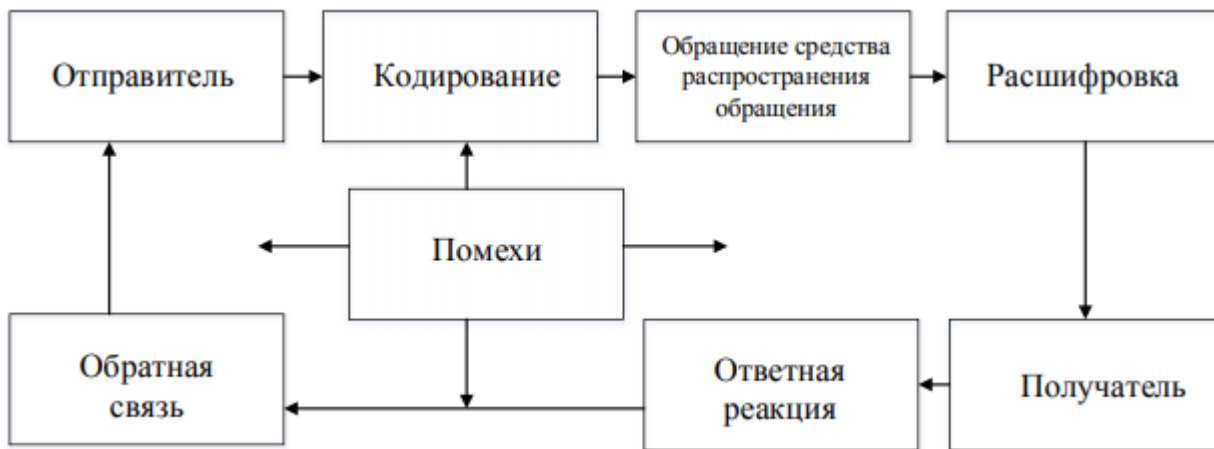 Отправитель
Кодирование
Обращение средства
распространения
обращения
Расшифровка
Помехи
Обратная
связь
Ответная
реакция
Получатель